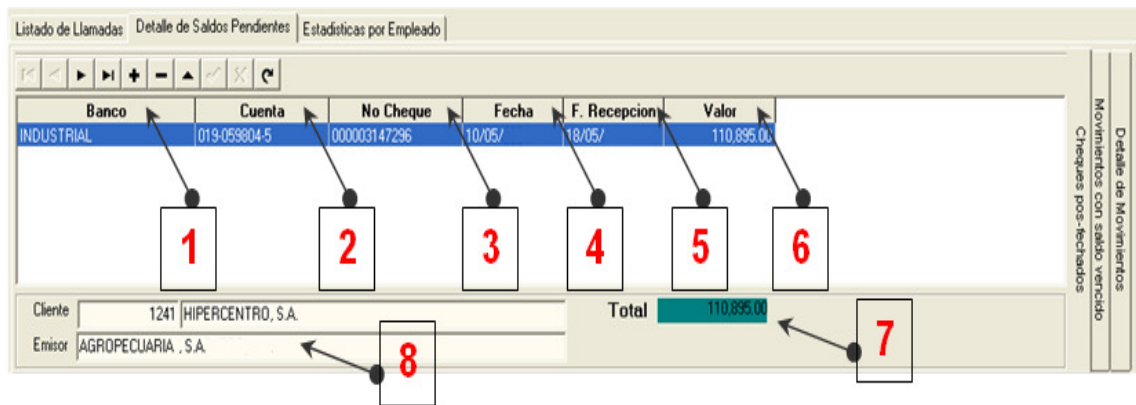 Listado de Llamadas Detalle de Saldos Pendientes Estadisticas por Empleado
Banco Cuenta No Cheque Fecha F. Recepcion Valor
INDUSTRIAL 019-059804-5 000003147296 10/05/ 18/05/ 110,895.00
1 2 3 4 5 6
Cliente 1241 HIPERCENTRO, S.A. Total 110,895.00
Emisor AGROPECUARIA , S.A.
7
8
Cheques pos-fechados
Movimientos con saldo vencido
Detalle de Movimientos